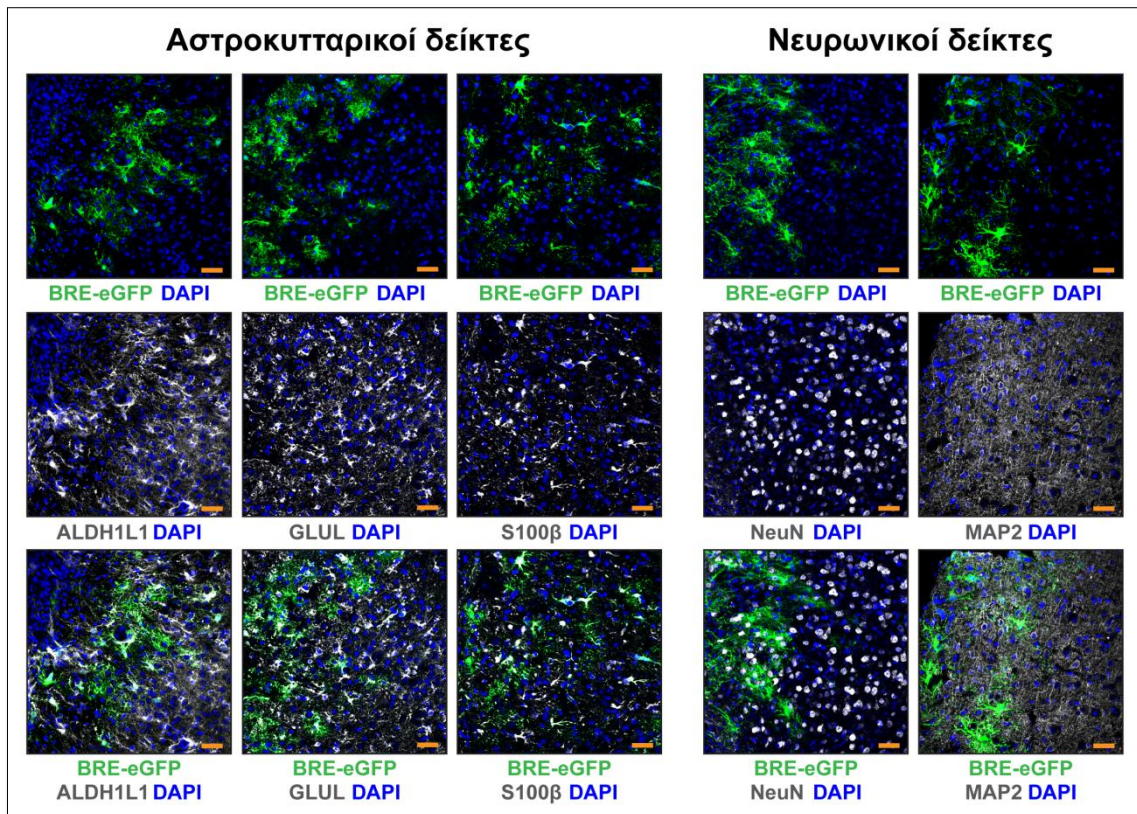 Αστροκυτταρικοί δείκτες
Νευρωνικοί δείκτες
BRE-eGFP DAPI
BRE-eGFP DAPI
BRE-eGFP DAPI
BRE-eGFP DAPI
BRE-eGFP DAPI
ALDH1L1 DAPI
GLUL DAPI
S100β DAPI
NeuN DAPI
MAP2 DAPI
BRE-eGFP
ALDH1L1 DAPI
BRE-eGFP
GLUL DAPI
BRE-eGFP
S100β DAPI
BRE-eGFP
NeuN DAPI
BRE-eGFP
MAP2 DAPI